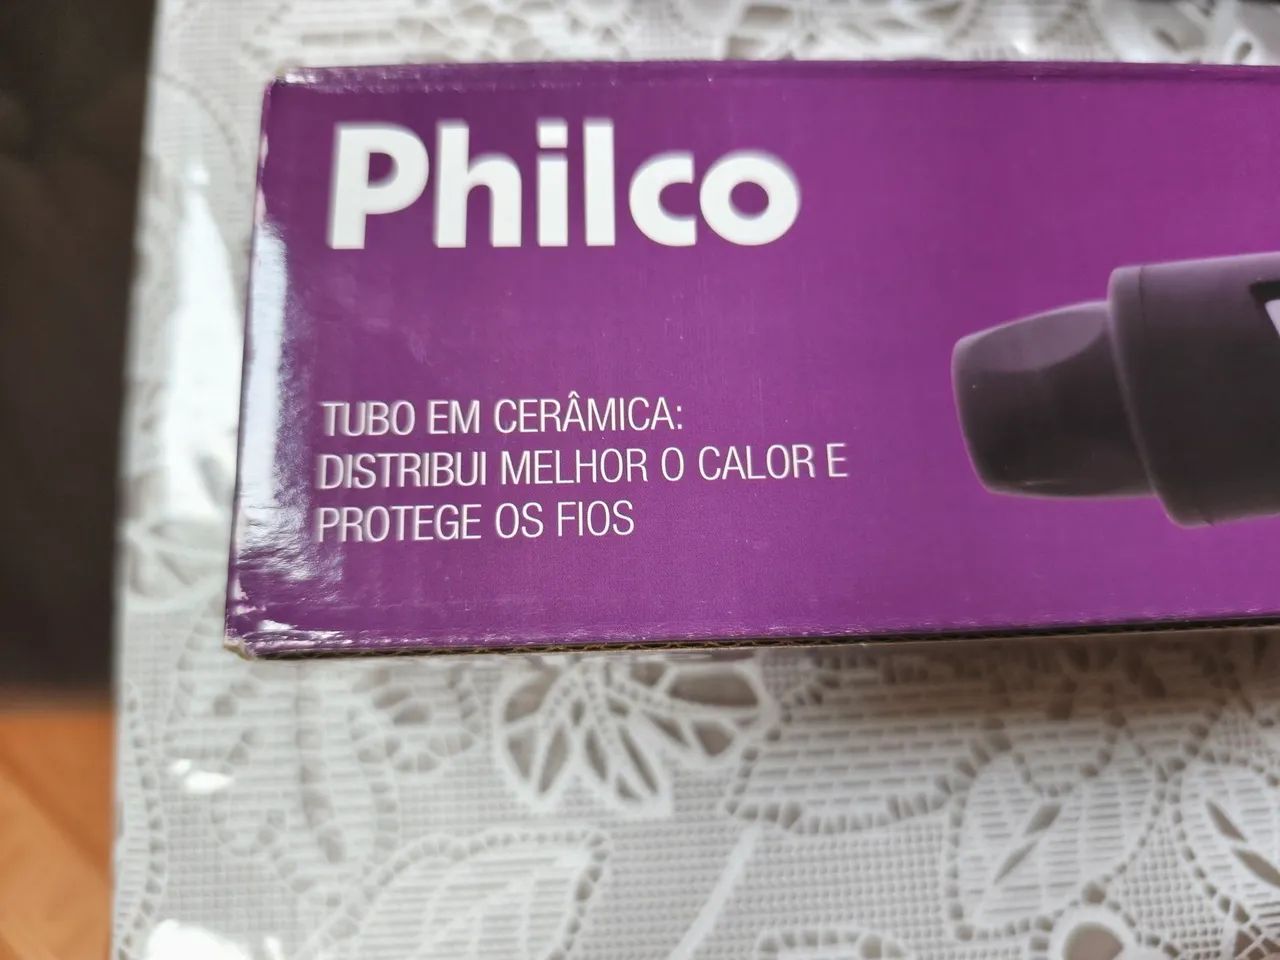 Philco
TUBO EM CERÂMICA:
DISTRIBUI MELHOR O CALOR E
PROTEGE OS FIOS